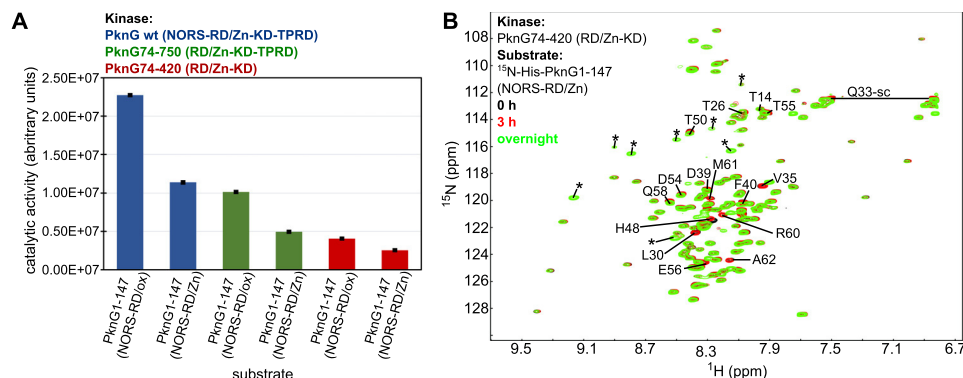 A
Kinase:
PknG wt (NORS-RD/Zn-KD-TPRD)
PknG74-750 (RD/Zn-KD-TPRD)
PknG74-420 (RD/Zn-KD)
catalytic activity (abritrary units)
2.50E+07
2.00E+07
1.50E+07
1.00E+07
0.50E+07
0.00E+07
PknG1-147
(NORS-RD/ox)
PknG1-147
(NORS-RD/Zn)
PknG1-147
(NORS-RD/ox)
PknG1-147
(NORS-RD/Zn)
PknG1-147
(NORS-RD/ox)
PknG1-147
(NORS-RD/Zn)
substrate
B
Kinase:
PknG74-420 (RD/Zn-KD)
Substrate:
¹⁵N-His-PknG1-147
(NORS-RD/Zn)
0 h
3 h
overnight
¹⁵N (ppm)
108
110
112
114
116
118
120
122
124
126
128
*
Q33-sc
T26
T14
T55
T50
*
*
*
*
*
*
M61
D39
D54
V35
Q58
F40
H48
R60
*
L30
A62
E56
9.5
9.1
8.7
8.3
7.9
7.5
7.1
6.7
¹H (ppm)